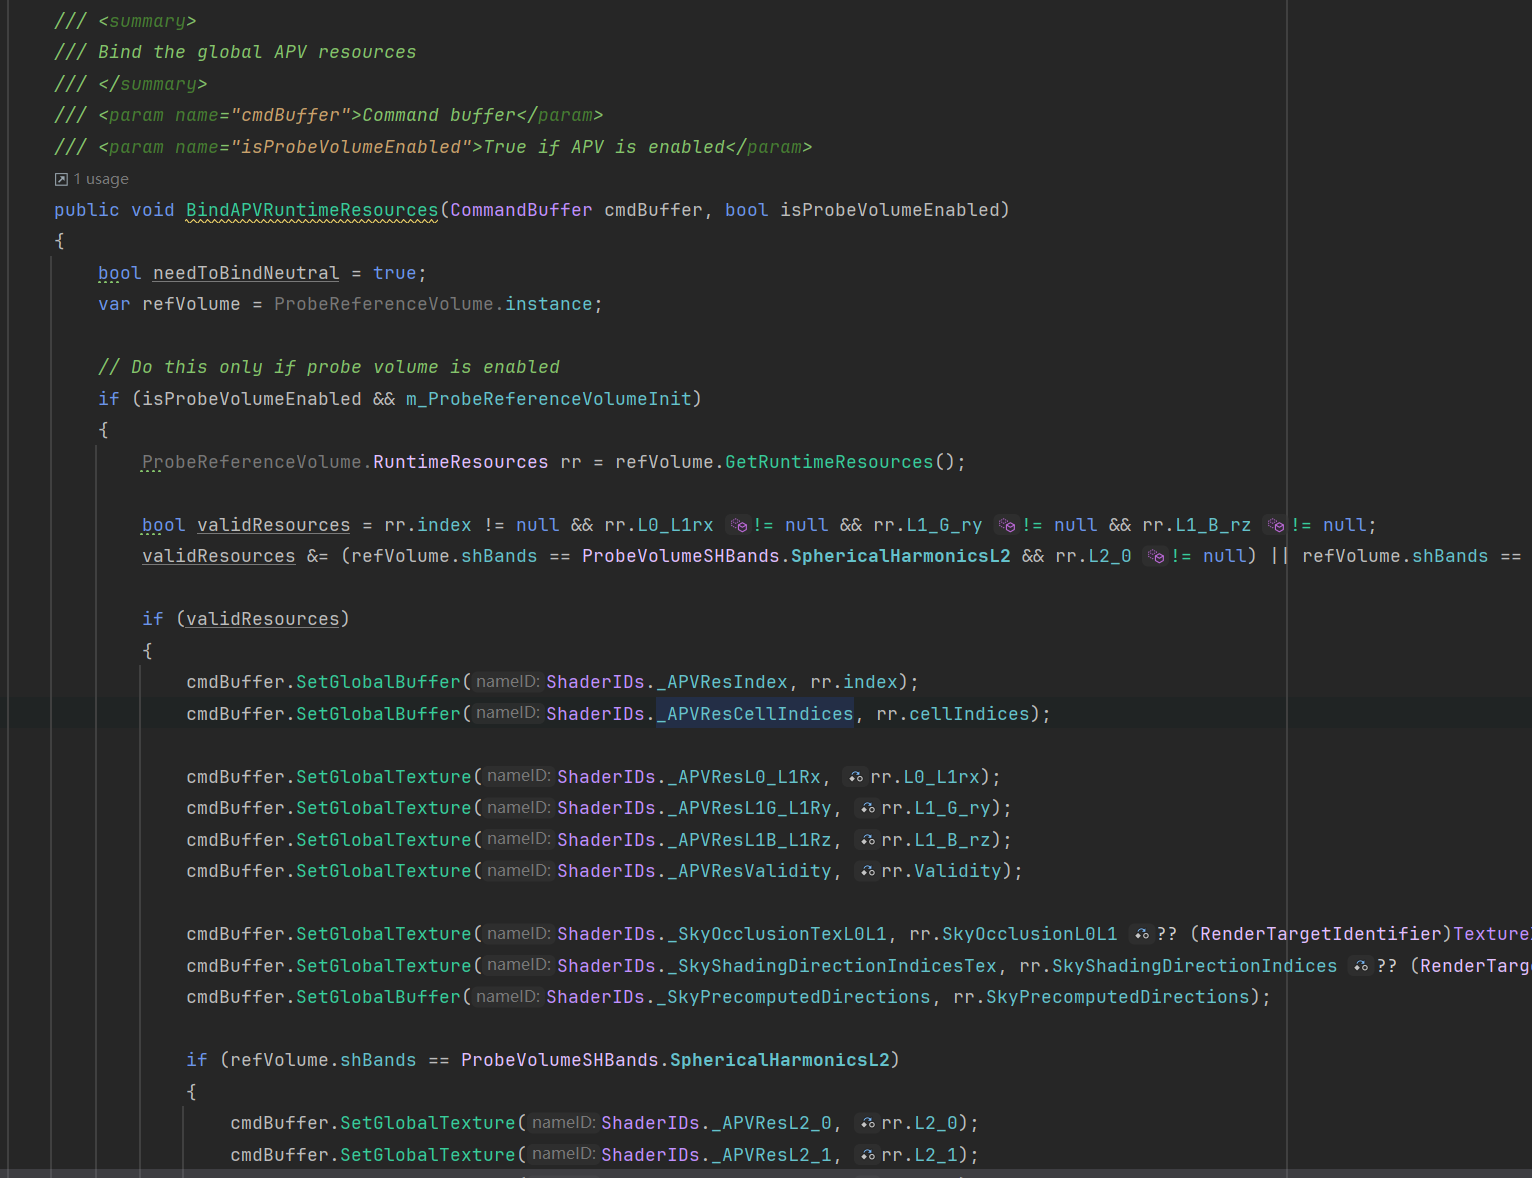 /// <summary>
/// Bind the global APV resources
/// </summary>
/// <param name="cmdBuffer">Command buffer</param>
/// <param name="isProbeVolumeEnabled">True if APV is enabled</param>
1 usage
public void BindAPVRuntimeResources(CommandBuffer cmdBuffer, bool isProbeVolumeEnabled)
{
bool needToBindNeutral = true;
var refVolume = ProbeReferenceVolume.instance;
// Do this only if probe volume is enabled
if (isProbeVolumeEnabled && m_ProbeReferenceVolumeInit)
{
ProbeReferenceVolume.RuntimeResources rr = refVolume.GetRuntimeResources();
bool validResources = rr.index != null && rr.L0_L1rx != null && rr.L1_G_ry != null && rr.L1_B_rz != null;
validResources &= (refVolume.shBands == ProbeVolumeSHBands.SphericalHarmonicsL2 && rr.L2_0 != null) || refVolume.shBands ==
if (validResources)
{
cmdBuffer.SetGlobalBuffer(nameID: ShaderIDs._APVResIndex, rr.index);
cmdBuffer.SetGlobalBuffer(nameID: ShaderIDs._APVResCellIndices, rr.cellIndices);
cmdBuffer.SetGlobalTexture(nameID: ShaderIDs._APVResL0_L1Rx, rr.L0_L1rx);
cmdBuffer.SetGlobalTexture(nameID: ShaderIDs._APVResL1G_L1Ry, rr.L1_G_ry);
cmdBuffer.SetGlobalTexture(nameID: ShaderIDs._APVResL1B_L1Rz, rr.L1_B_rz);
cmdBuffer.SetGlobalTexture(nameID: ShaderIDs._APVResValidity, rr.Validity);
cmdBuffer.SetGlobalTexture(nameID: ShaderIDs._SkyOcclusionTexL0L1, rr.SkyOcclusionL0L1 ?? (RenderTargetIdentifier)Texture
cmdBuffer.SetGlobalTexture(nameID: ShaderIDs._SkyShadingDirectionIndicesTex, rr.SkyShadingDirectionIndices ?? (RenderTarg
cmdBuffer.SetGlobalBuffer(nameID: ShaderIDs._SkyPrecomputedDirections, rr.SkyPrecomputedDirections);
if (refVolume.shBands == ProbeVolumeSHBands.SphericalHarmonicsL2)
{
cmdBuffer.SetGlobalTexture(nameID: ShaderIDs._APVResL2_0, rr.L2_0);
cmdBuffer.SetGlobalTexture(nameID: ShaderIDs._APVResL2_1, rr.L2_1);